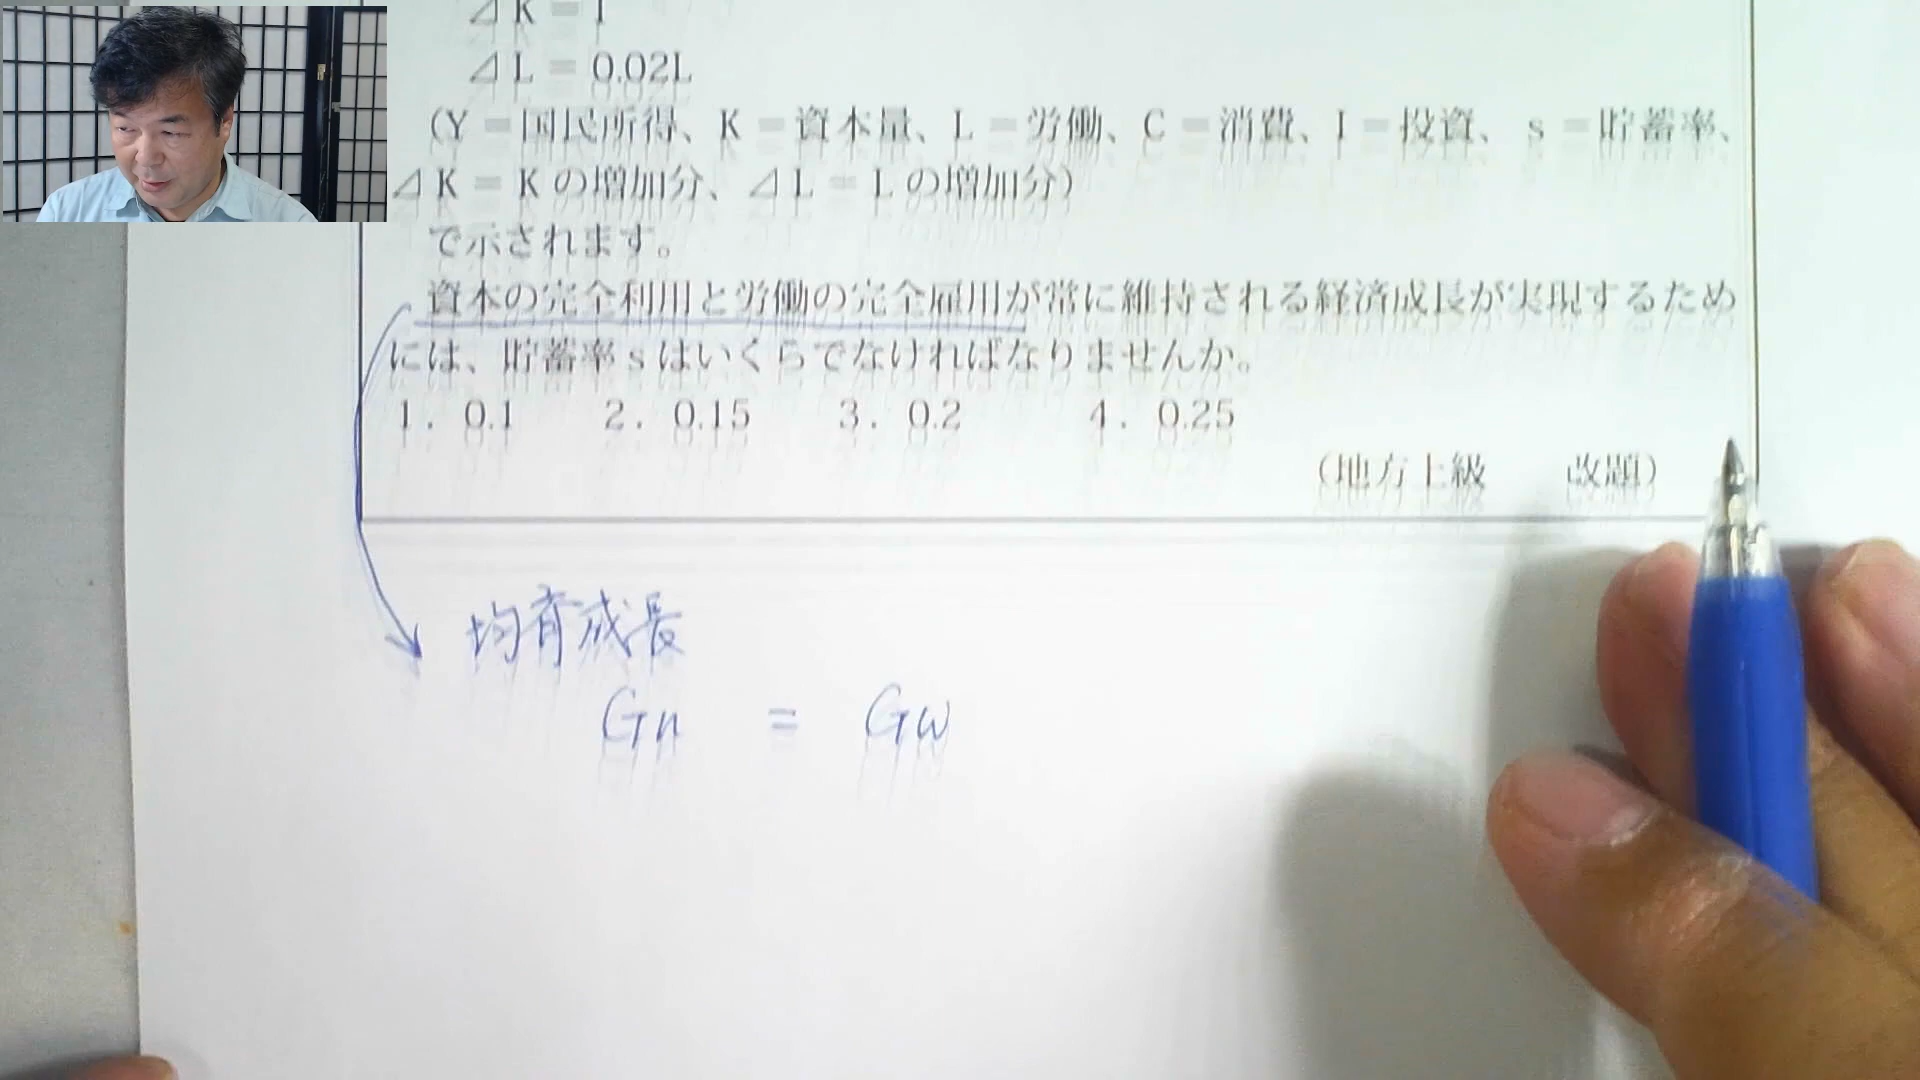 ⊿K＝I
⊿L＝0.02L
（Y＝国民所得、K＝資本量、L＝労働、C＝消費、I＝投資、s＝貯蓄率、
⊿K＝Kの増加分、⊿L＝Lの増加分）
で示されます。
資本の完全利用と労働の完全雇用が常に維持される経済成長が実現するため
には、貯蓄率sはいくらでなければなりませんか。
1．0.1　2．0.15　3．0.2　4．0.25
（地方上級　改題）
均斉成長
Gn = Gw